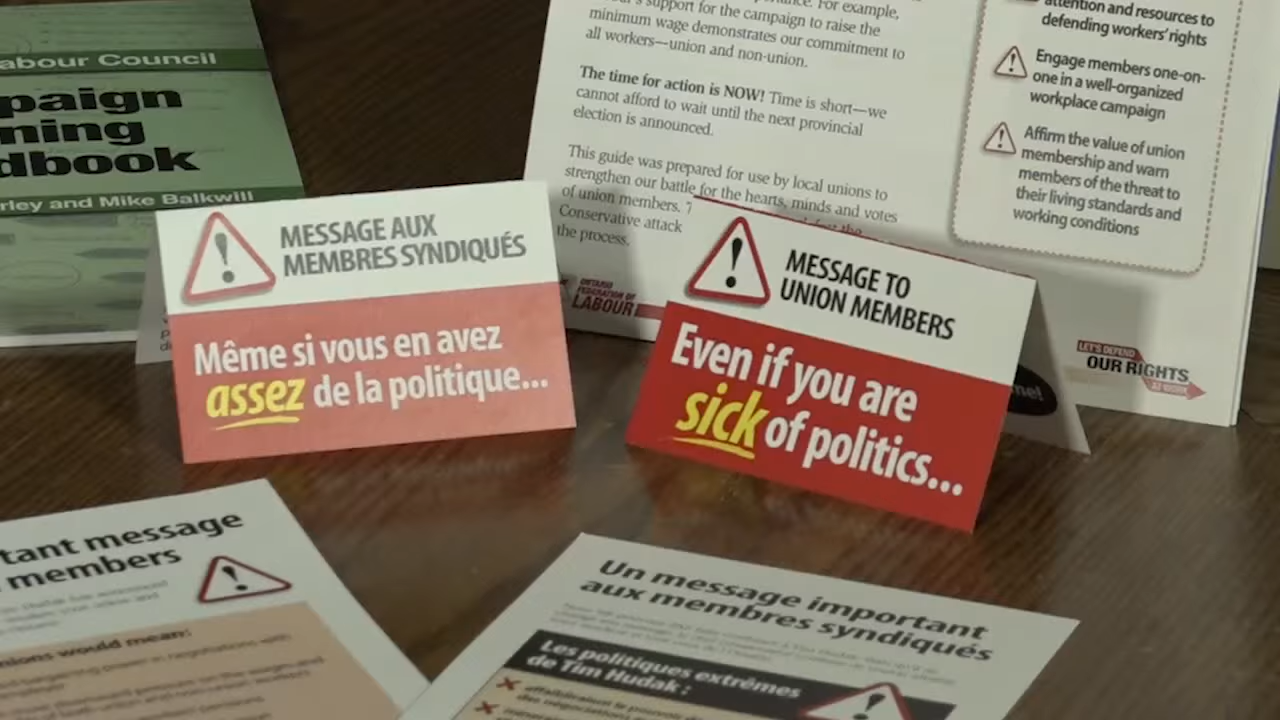 abour Council
paign
ning
dbook
rley and Mike Balkwill
support for the campaign to raise the
minimum wage demonstrates our commitment to
all workers—union and non-union.
The time for action is NOW! Time is short—we
cannot afford to wait until the next provincial
election is announced.
This guide was prepared for use by local unions to
strengthen our battle for the hearts, minds and votes
of union members.
Conservative attack
the process.
ONTARIO
FEDERATION OF
LABOUR
attention and resources to
defending workers' rights
Engage members one-on-
one in a well-organized
workplace campaign
Affirm the value of union
membership and warn
members of the threat to
their living standards and
working conditions
LET'S DEFEND
OUR RIGHTS
AT WORK
MESSAGE AUX
MEMBRES SYNDIQUÉS
Même si vous en avez
assez de la politique...
MESSAGE TO
UNION MEMBERS
Even if you are
sick of politics...
me!
tant message
members
nions would mean:
Un message important
aux membres syndiqués
Les politiques extrêmes
de Tim Hudak :